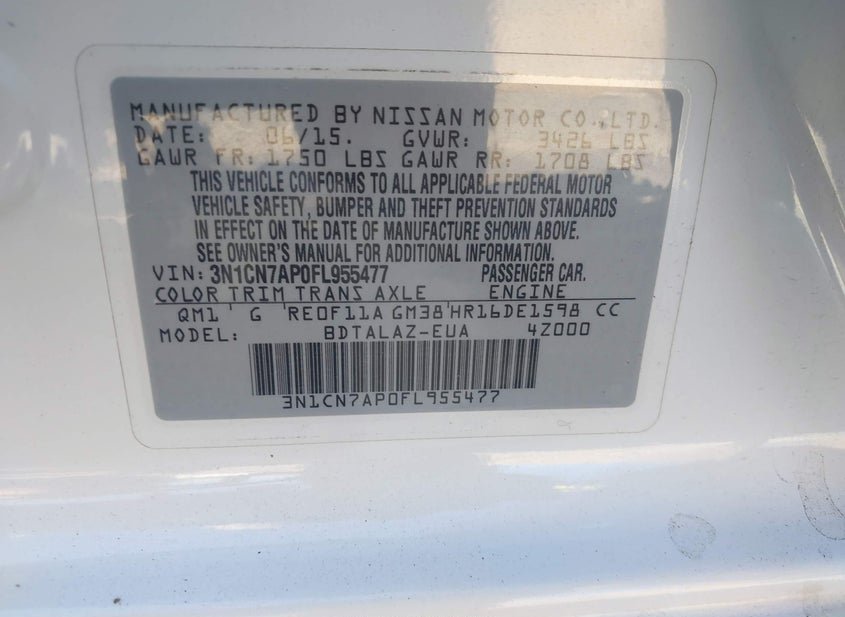 MANUFACTURED BY NISSAN MOTOR CO.,LTD.
DATE: 06/15. GVWR: 3426 LBS
GAWR FR: 1750 LBS GAWR RR: 1708 LBS
THIS VEHICLE CONFORMS TO ALL APPLICABLE FEDERAL MOTOR
VEHICLE SAFETY, BUMPER AND THEFT PREVENTION STANDARDS
IN EFFECT ON THE DATE OF MANUFACTURE SHOWN ABOVE.
SEE OWNER'S MANUAL FOR ADDITIONAL INFORMATION.
VIN: 3N1CN7AP0FL955477 PASSENGER CAR.
COLOR TRIM TRANS AXLE ENGINE
QM1 G RE0F11A GM38 HR16DE1598 CC
MODEL: BDTALAZ-EUA 4Z000
3N1CN7AP0FL955477